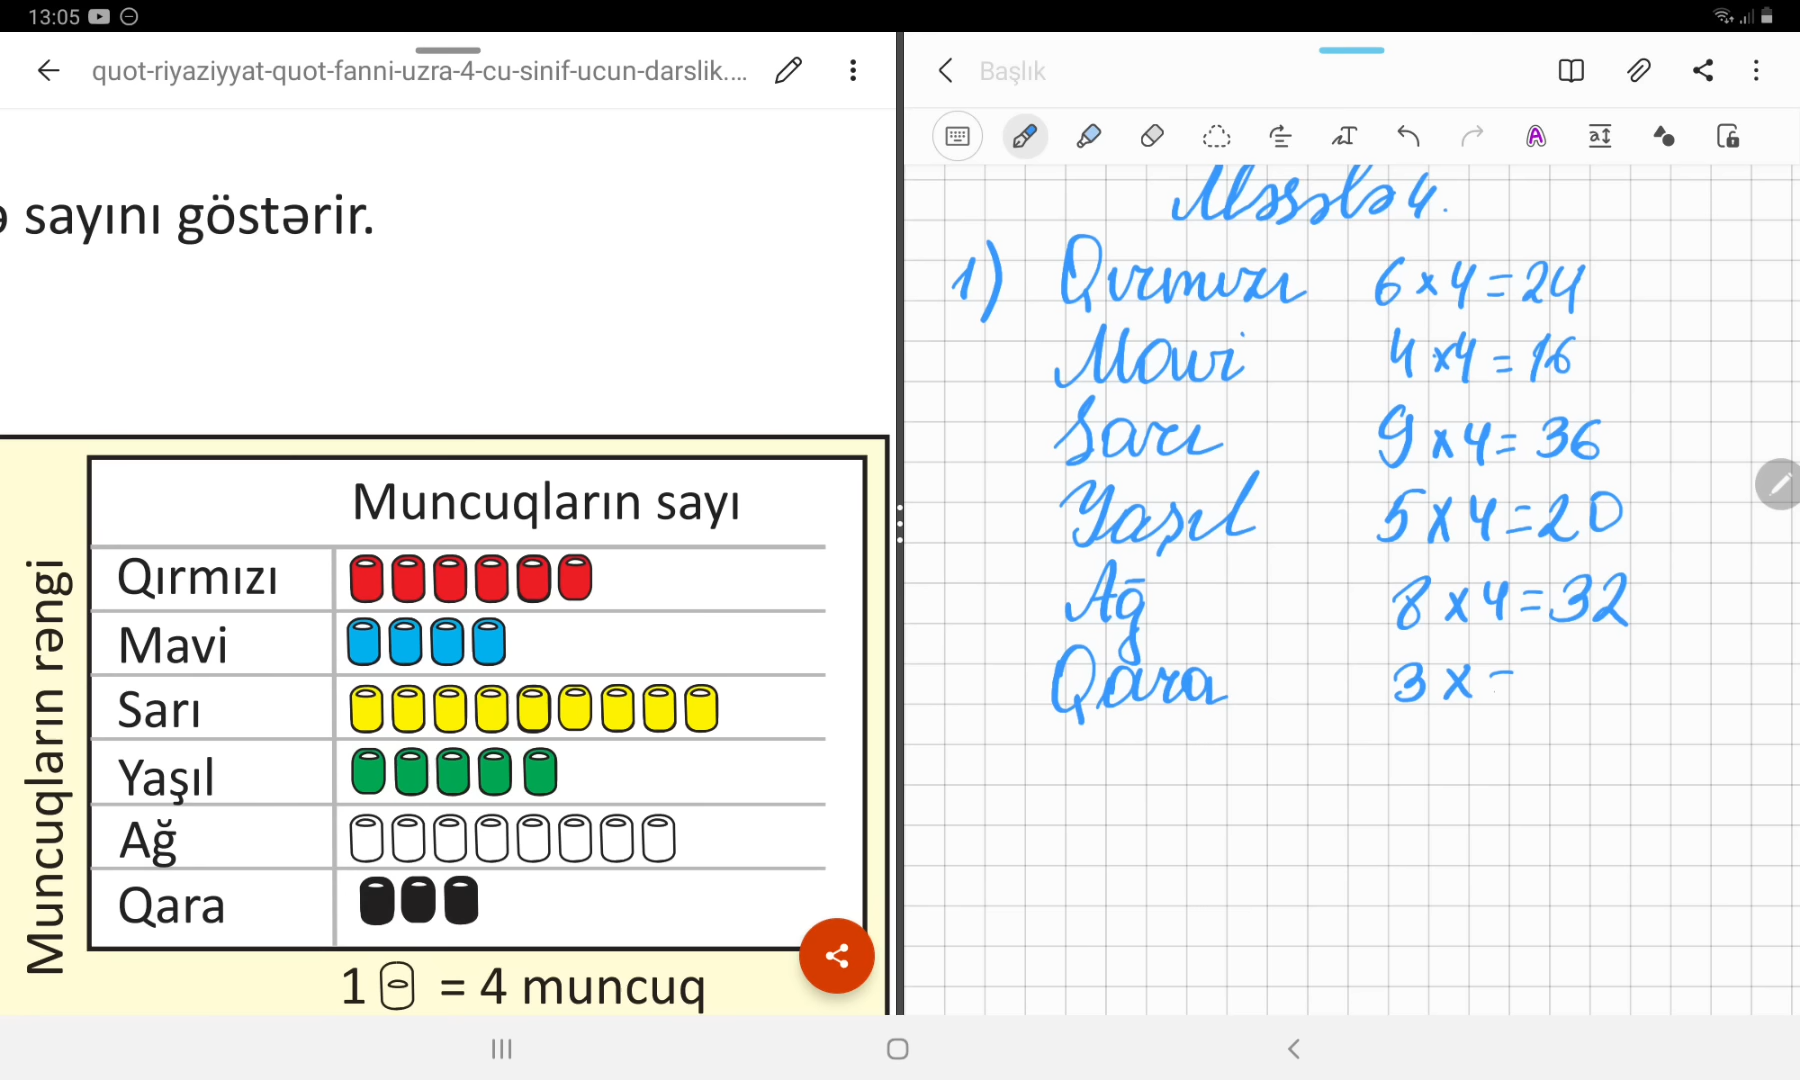 13:05
quot-riyaziyyat-quot-fanni-uzra-4-cu-sinif-ucun-darslik....
ə sayını göstərir.
Muncuqların rəngi
Muncuqların sayı
Qırmızı
Mavi
Sarı
Yaşıl
Ağ
Qara
1 = 4 muncuq
Başlık
Məsələ 4.
1) Qırmızı 6 x 4 = 24
Mavi 4 x 4 = 16
Sarı 9 x 4 = 36
Yaşıl 5 x 4 = 20
Ağ 8 x 4 = 32
Qara 3 x =